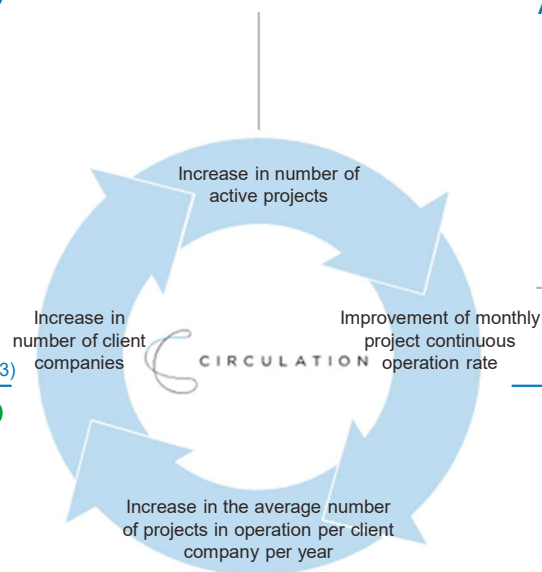 Increase in number of
active projects
Improvement of monthly
project continuous
operation rate
Increase in the average number
of projects in operation per client
company per year
Increase in
number of client
companies
3)
CIRCULATION